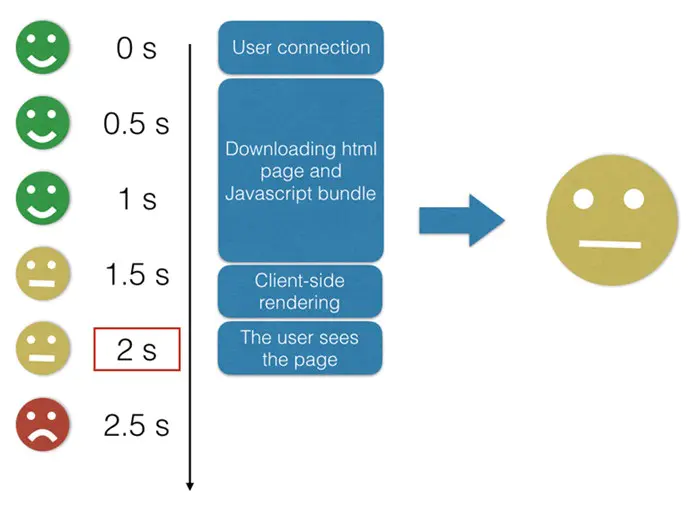 0 s
User connection
0.5 s
Downloading html
page and
Javascript bundle
1 s
1.5 s
Client-side
rendering
2 s
The user sees
the page
2.5 s